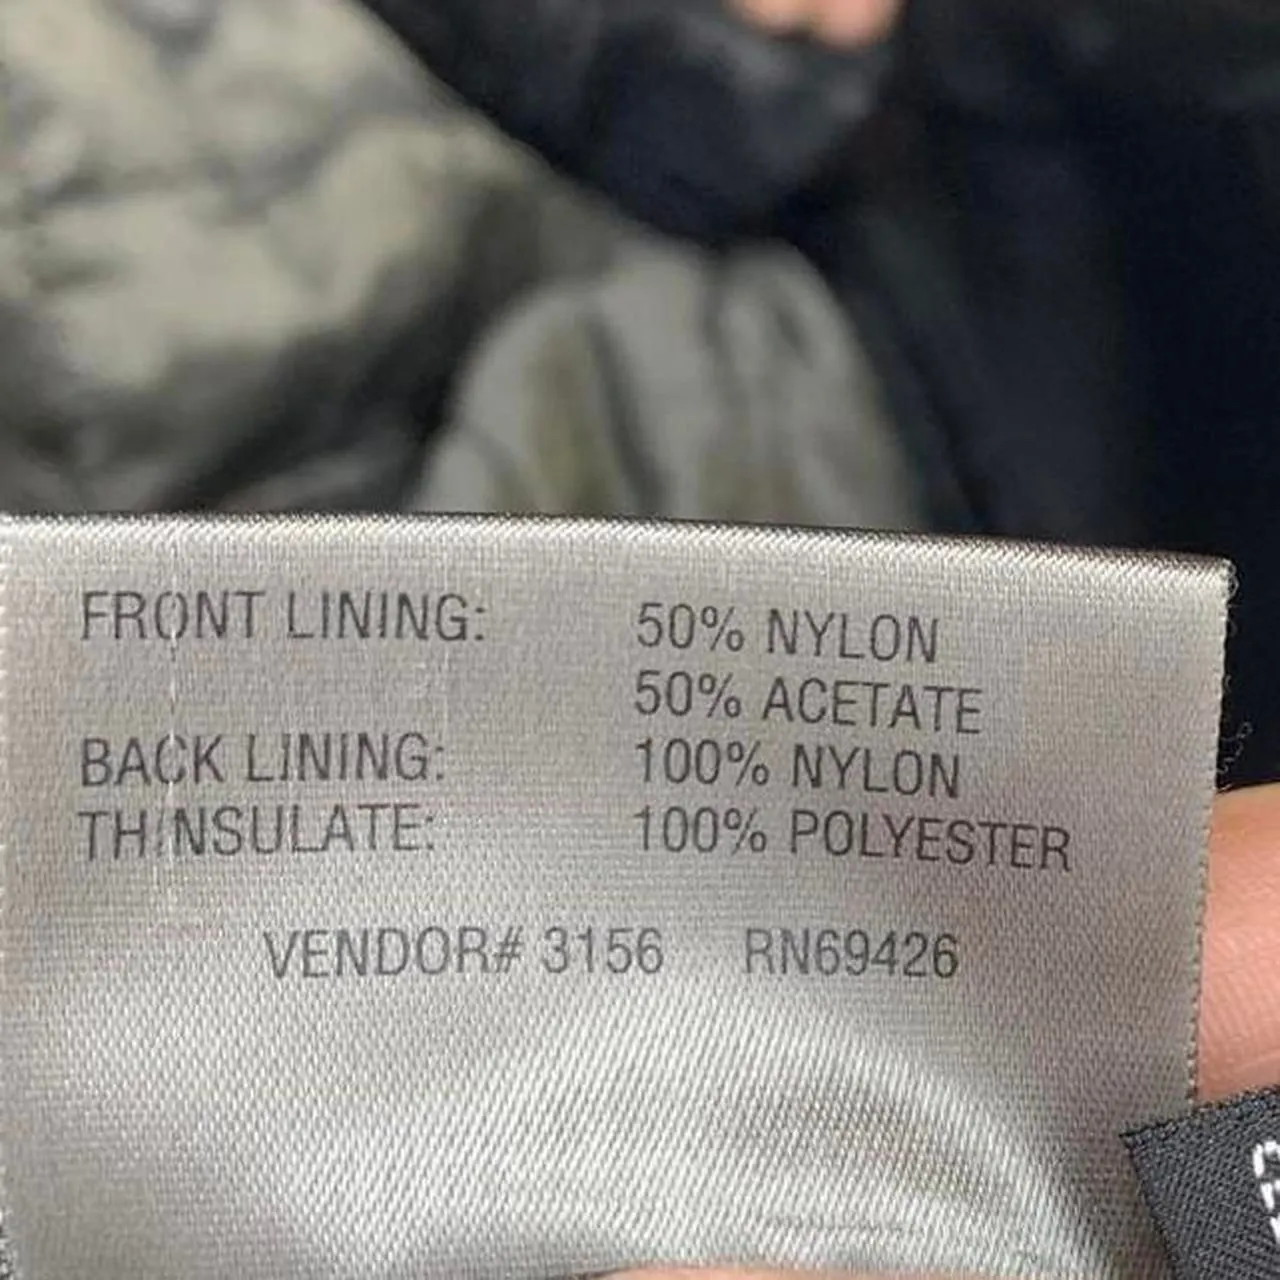 FRONT LINING: 50% NYLON
50% ACETATE
BACK LINING: 100% NYLON
THINSULATE: 100% POLYESTER
VENDOR# 3156 RN69426